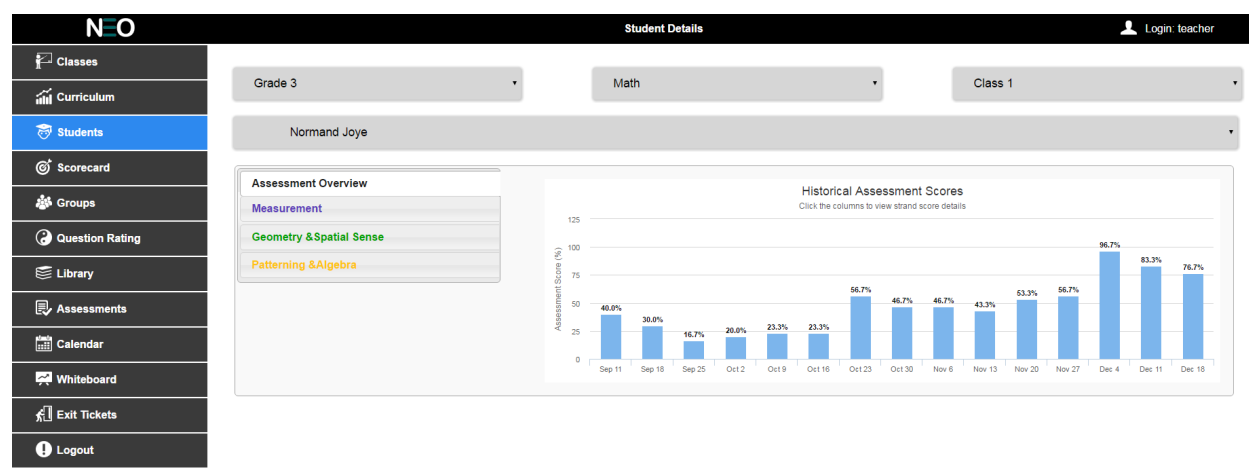 NEO
Student Details
Login: teacher
Classes
Curriculum
Students
Scorecard
Groups
Question Rating
Library
Assessments
Calendar
Whiteboard
Exit Tickets
Logout
Grade 3
Math
Class 1
Normand Joye
Assessment Overview
Measurement
Geometry &Spatial Sense
Patterning &Algebra
Historical Assessment Scores
Click the columns to view strand score details
Assessment Score (%)
125
100
75
50
25
0
40.0% 30.0% 16.7% 20.0% 23.3% 23.3% 56.7% 46.7% 46.7% 43.3% 53.3% 56.7% 96.7% 83.3% 76.7%
Sep 11 Sep 18 Sep 25 Oct 2 Oct 9 Oct 16 Oct 23 Oct 30 Nov 6 Nov 13 Nov 20 Nov 27 Dec 4 Dec 11 Dec 18